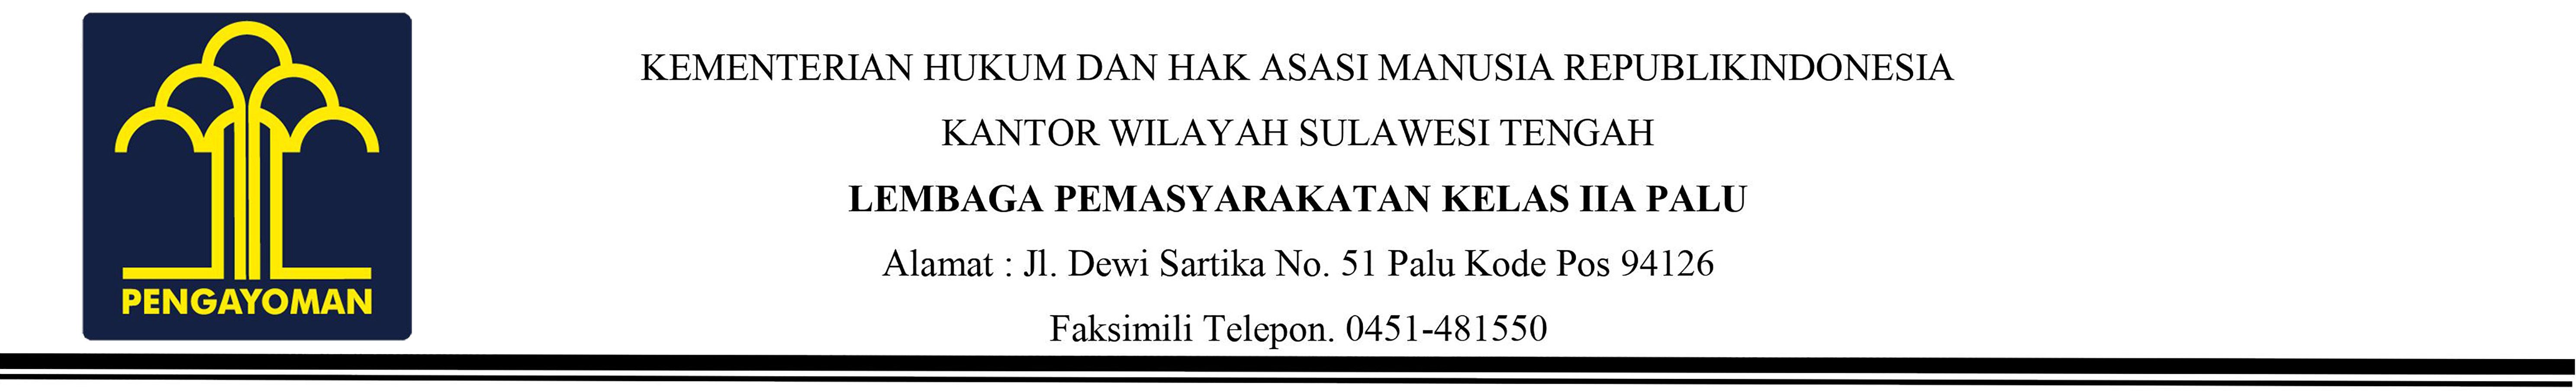 KEMENTERIAN HUKUM DAN HAK ASASI MANUSIA REPUBLIKINDONESIA
KANTOR WILAYAH SULAWESI TENGAH
LEMBAGA PEMASYARAKATAN KELAS IIA PALU
Alamat : Jl. Dewi Sartika No. 51 Palu Kode Pos 94126
Faksimili Telepon. 0451-481550
PENGAYOMAN